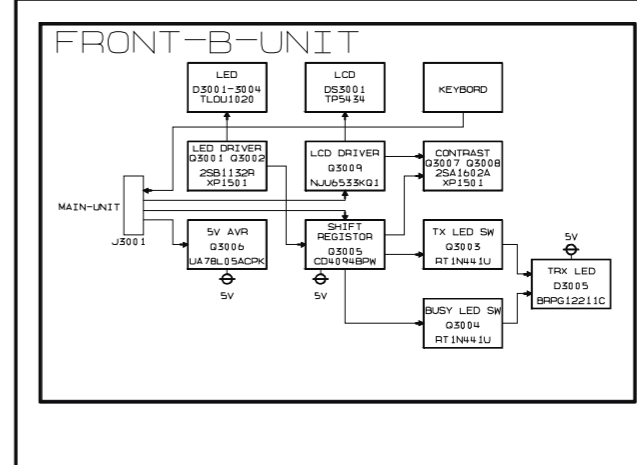 FRONT-B-UNIT
LED
D3001-3004
TLOU1020
LCD
DS3001
TP5434
KEYBORD
LED DRIVER
Q3001 Q3002
2SB1132R
XP1501
LCD DRIVER
Q3009
NJU6533KQ1
CONTRAST
Q3007 Q3008
2SA1602A
XP1501
MAIN-UNIT
J3001
5V AVR
Q3006
UA78L05ACPK
5V
SHIFT
REGISTOR
Q3005
CD4094BPW
5V
TX LED SW
Q3003
RT1N441U
BUSY LED SW
Q3004
RT1N441U
5V
TRX LED
D3005
BRPG12211C